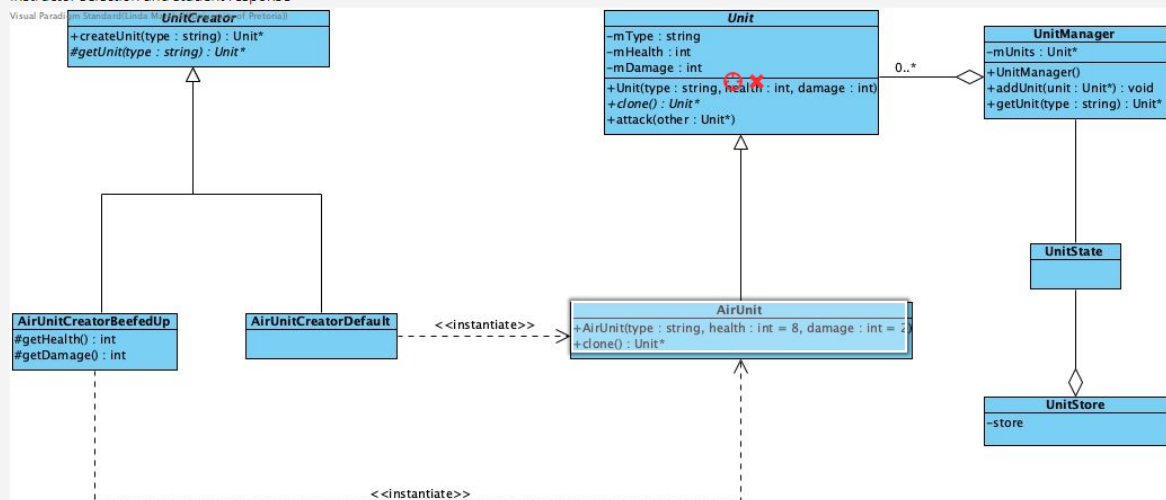 Visual Paradigm Standard(Linda
of Pretoria))
UnitCreator
+createUnit(type : string) : Unit*
#getUnit(type : string) : Unit*
Unit
-mType : string
-mHealth : int
-mDamage : int
+Unit(type : string, health : int, damage : int)
+clone() : Unit*
+attack(other : Unit*)
0..*
UnitManager
-mUnits : Unit*
+UnitManager()
+addUnit(unit : Unit*) : void
+getUnit(type : string) : Unit*
UnitState
AirUnitCreatorBeefedUp
#getHealth() : int
#getDamage() : int
AirUnitCreatorDefault
<<instantiate>>
AirUnit
+AirUnit(type : string, health : int = 8, damage : int = 2)
+clone() : Unit*
UnitStore
-store
<<instantiate>>